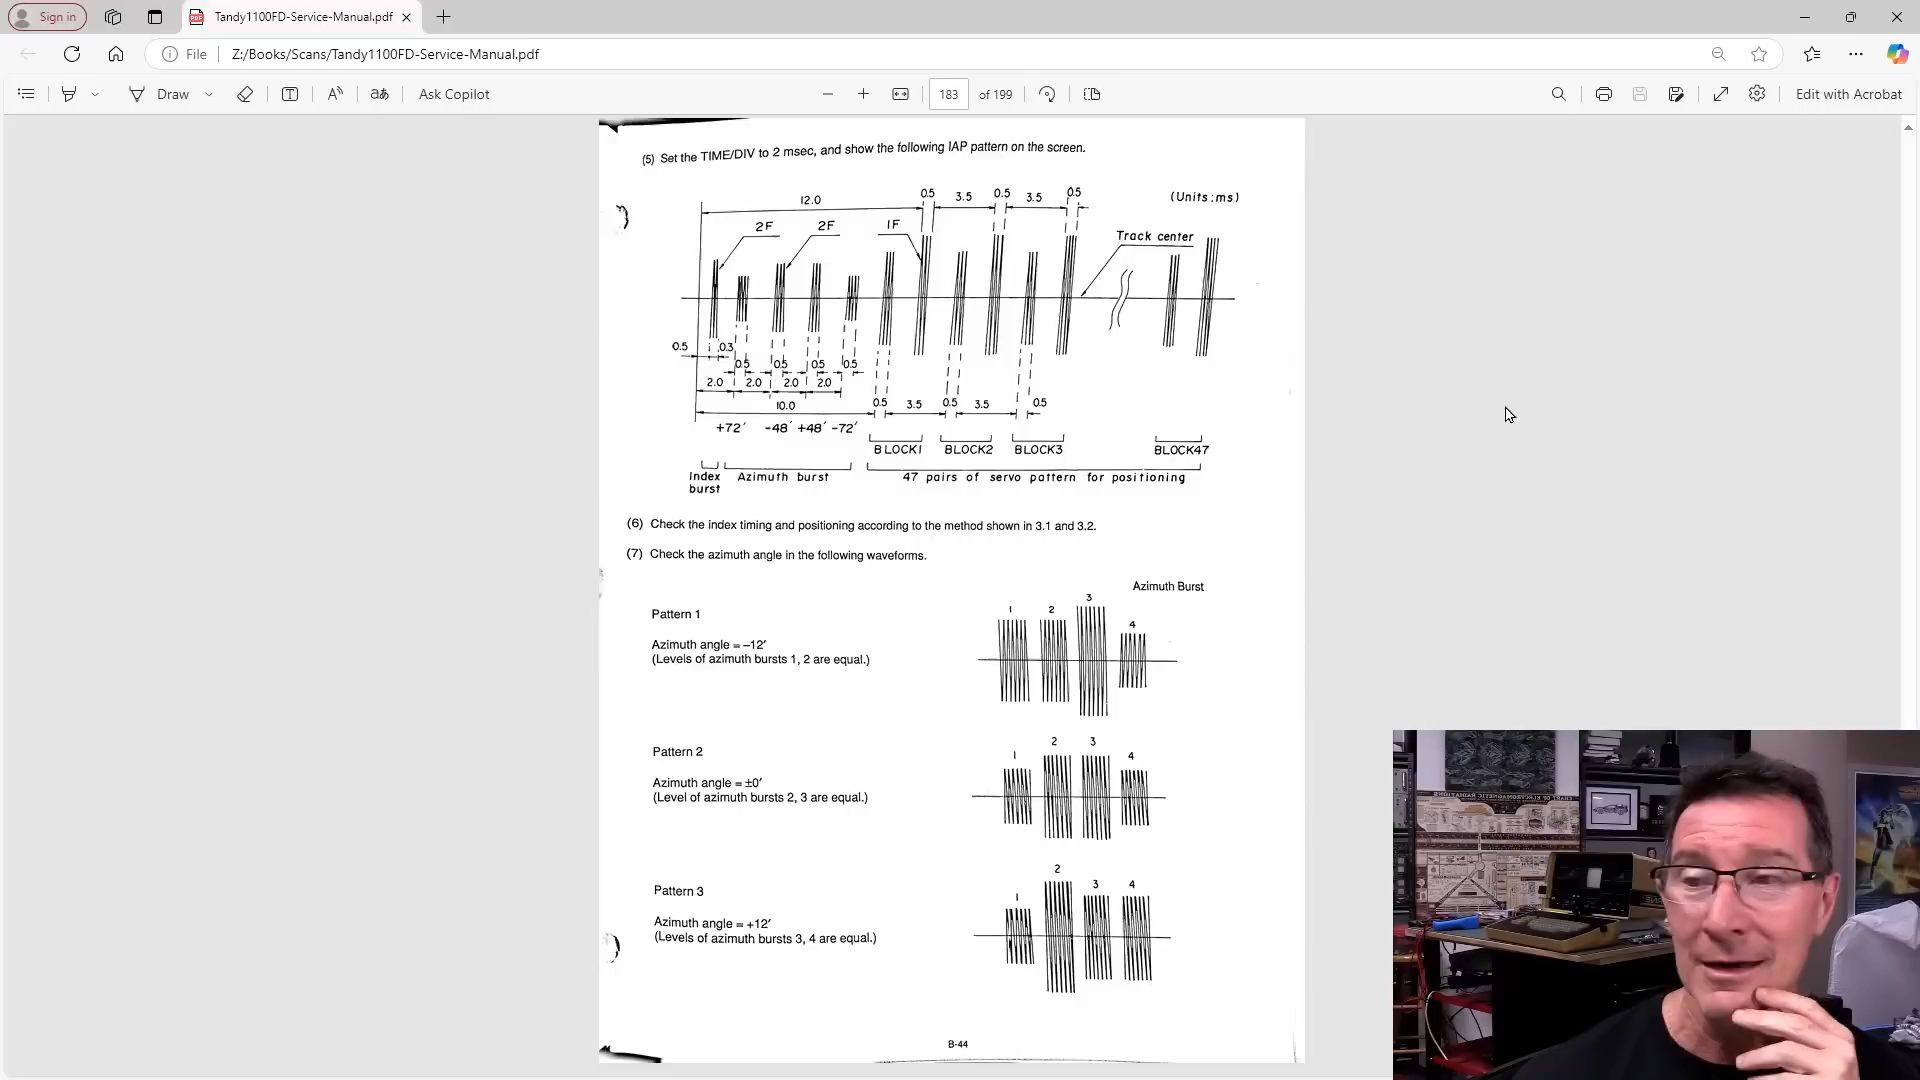 Sign in
Tandy1100FD-Service-Manual.pdf
File
Z:/Books/Scans/Tandy1100FD-Service-Manual.pdf
Draw
Ask Copilot
183
of 199
Edit with Acrobat
(5) Set the TIME/DIV to 2 msec, and show the following IAP pattern on the screen.
12.0 0.5 3.5 0.5 3.5 0.5 (Units:ms)
2F 2F 1F
Track center
0.5 0.3
0.5 0.5 0.5 0.5
2.0 2.0 2.0 2.0
10.0 0.5 3.5 0.5 3.5 0.5
+72′ -48′ +48′ -72′
BLOCK1 BLOCK2 BLOCK3 BLOCK47
Index burst
Azimuth burst
47 pairs of servo pattern for positioning
(6) Check the index timing and positioning according to the method shown in 3.1 and 3.2.
(7) Check the azimuth angle in the following waveforms.
Azimuth Burst
Pattern 1
1 2 3 4
Azimuth angle = –12′
(Levels of azimuth bursts 1, 2 are equal.)
Pattern 2
1 2 3 4
Azimuth angle = ±0′
(Level of azimuth bursts 2, 3 are equal.)
Pattern 3
1 2 3 4
Azimuth angle = +12′
(Levels of azimuth bursts 3, 4 are equal.)
B-44